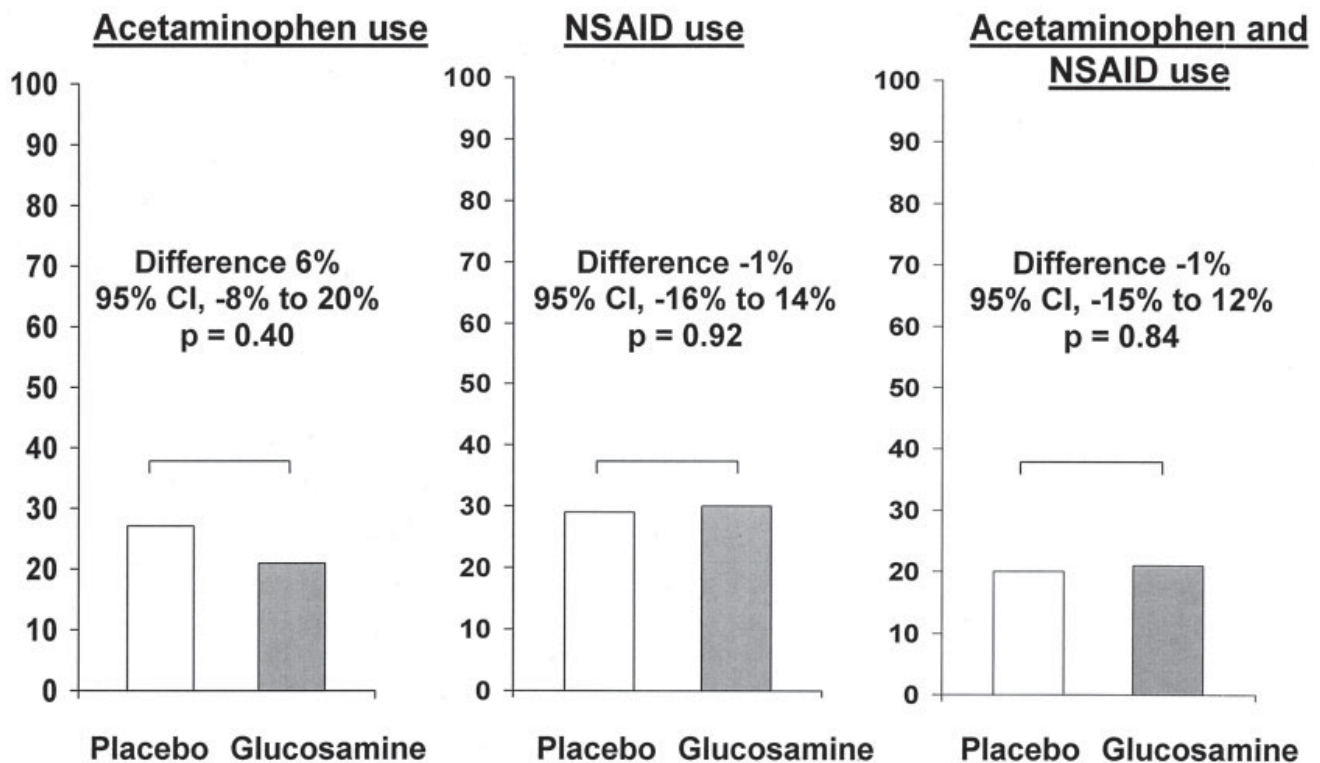 Acetaminophen use
100
90
80
70
60
50
40
30
20
10
0
Difference 6%
95% CI, -8% to 20%
p = 0.40
Placebo Glucosamine
NSAID use
100
90
80
70
60
50
40
30
20
10
0
Difference -1%
95% CI, -16% to 14%
p = 0.92
Placebo Glucosamine
Acetaminophen and
NSAID use
100
90
80
70
60
50
40
30
20
10
0
Difference -1%
95% CI, -15% to 12%
p = 0.84
Placebo Glucosamine